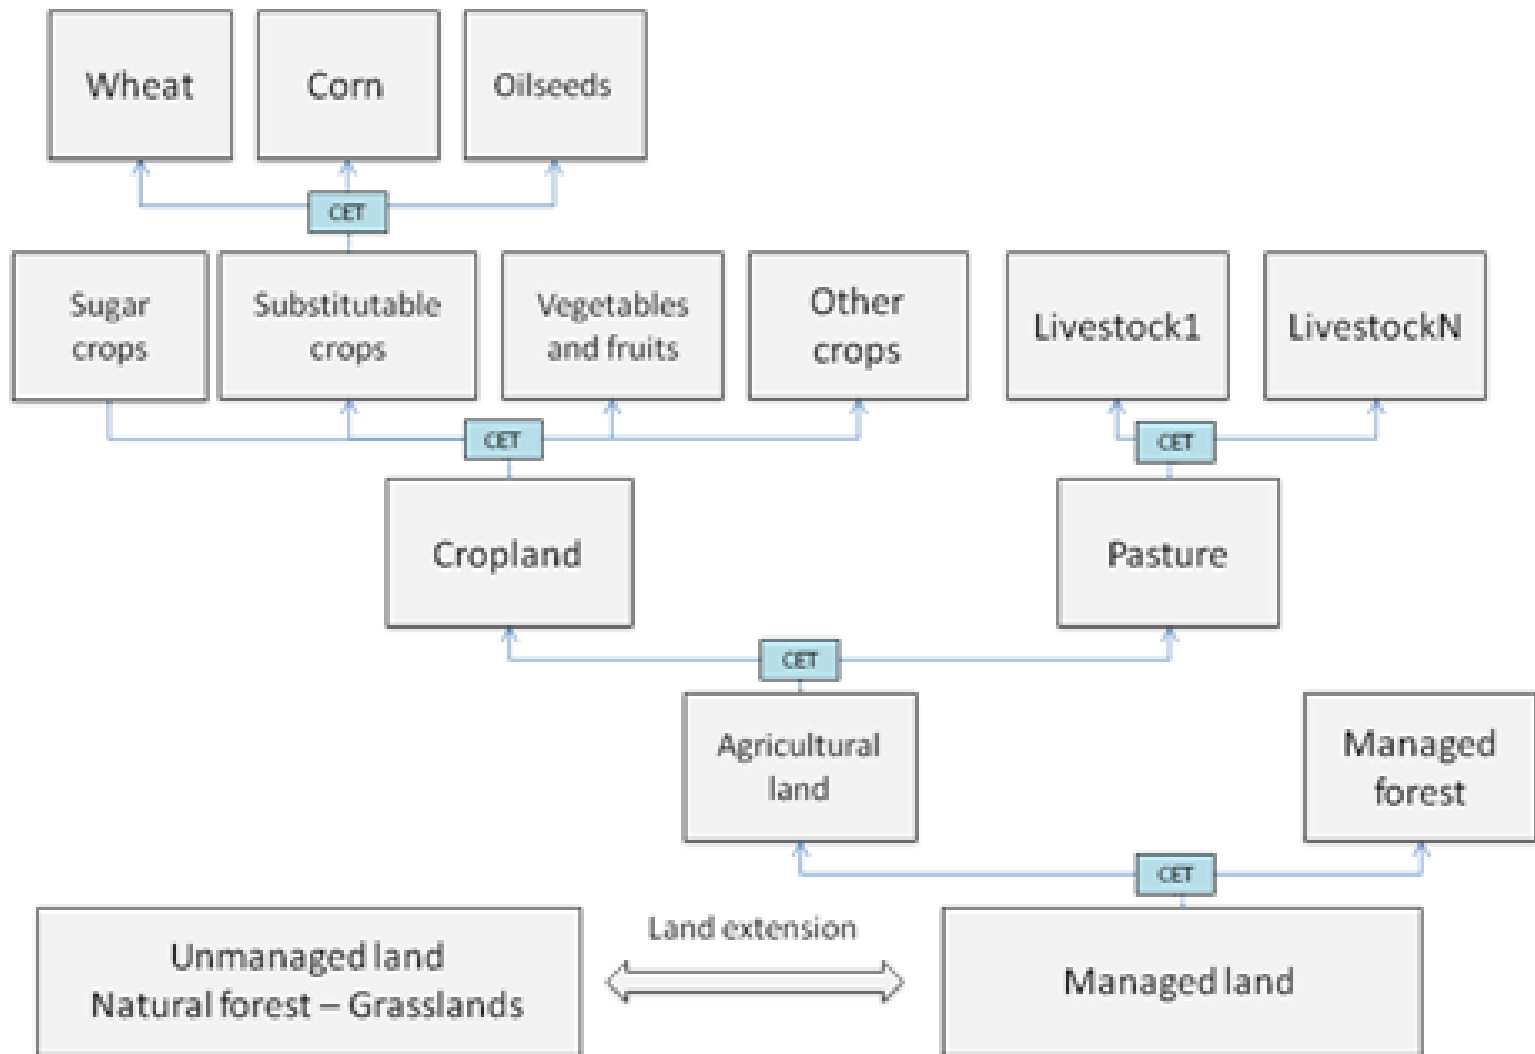 Wheat
Corn
Oilseeds
CET
Sugar
crops
Substitutable
crops
Vegetables
and fruits
Other
crops
Livestock1
LivestockN
CET
CET
Cropland
Pasture
CET
Agricultural
land
Managed
forest
CET
Unmanaged land
Natural forest – Grasslands
Land extension
Managed land